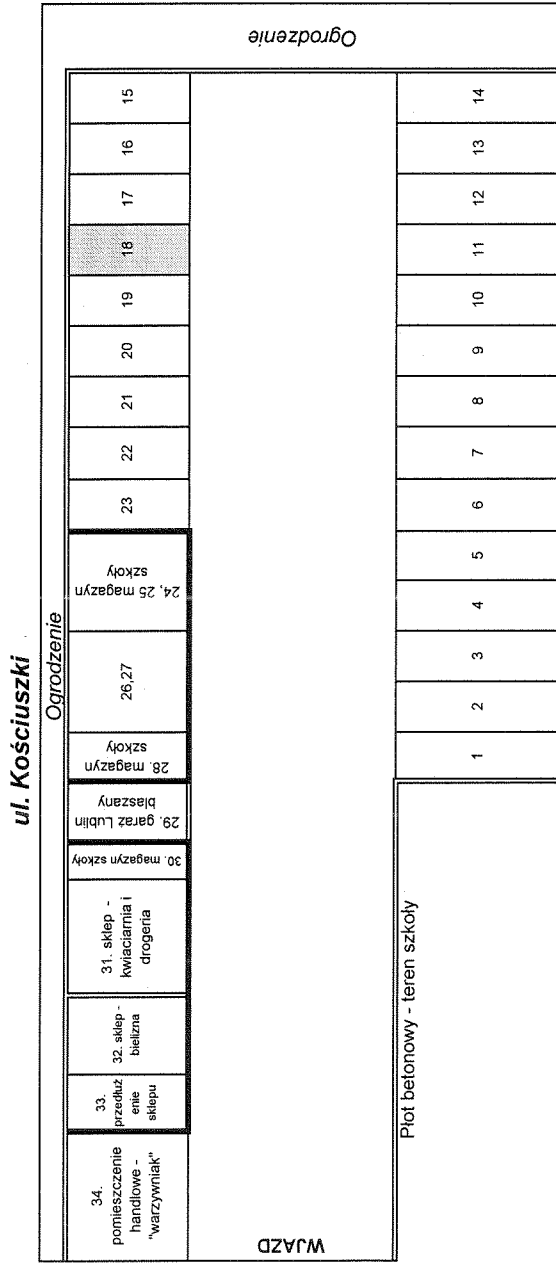 ul. Kościuszki
Ogrodzenie
34.
pomieszczenie
handlowe -
"warzywniak"
33.
przedłuż
enie
sklepu
32. sklep -
bielizna
31. sklep -
kwiaciarnia i
drogeria
30. magazyn szkoły
29. garaż Lublin
blaszany
28. magazyn
szkoły
26,27
24, 25 magazyn
szkoły
23
22
21
20
19
18
17
16
15
Ogrodzenie
WJAZD
Płot betonowy - teren szkoły
1
2
3
4
5
6
7
8
9
10
11
12
13
14